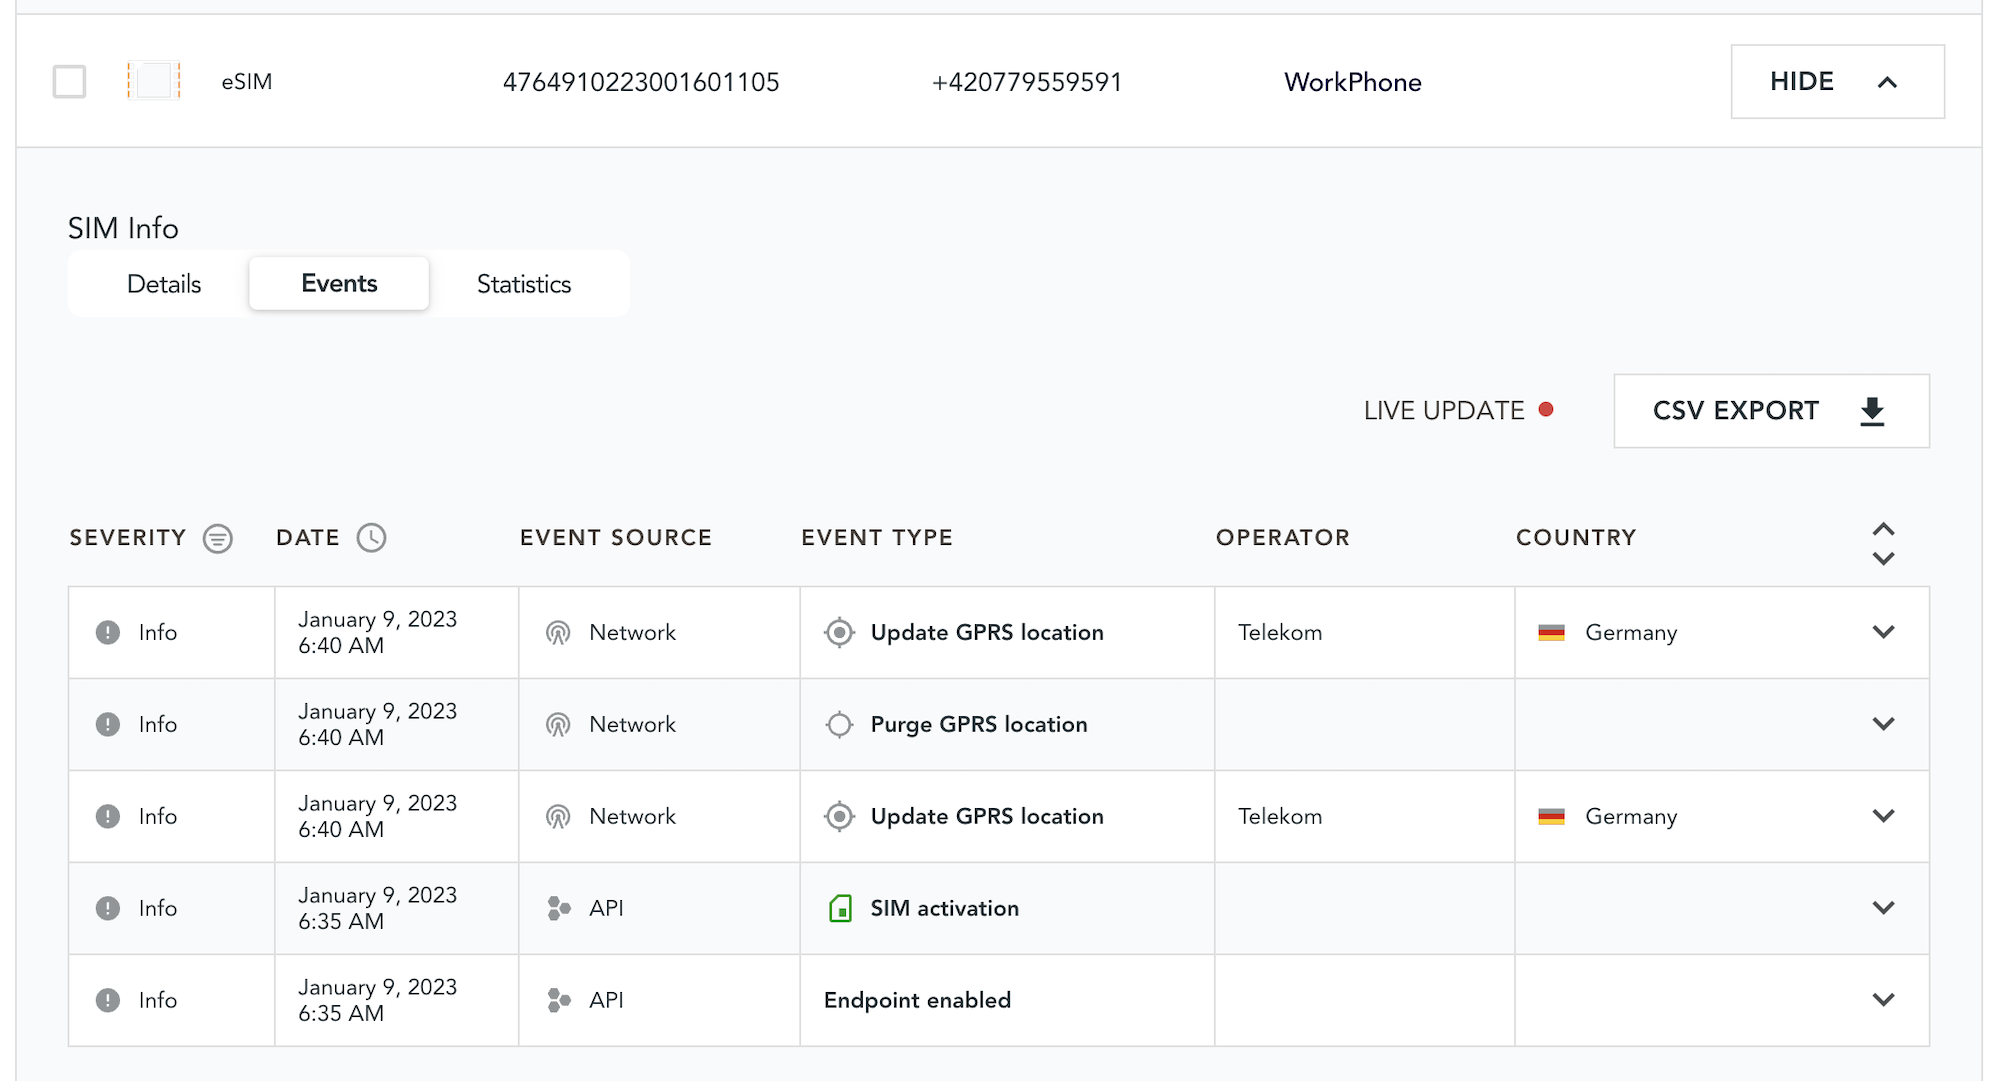 eSIM 4764910223001601105 +420779559591 WorkPhone HIDE
SIM Info
Details Events Statistics
LIVE UPDATE CSV EXPORT
SEVERITY DATE EVENT SOURCE EVENT TYPE OPERATOR COUNTRY
Info January 9, 2023 6:40 AM Network Update GPRS location Telekom Germany
Info January 9, 2023 6:40 AM Network Purge GPRS location
Info January 9, 2023 6:40 AM Network Update GPRS location Telekom Germany
Info January 9, 2023 6:35 AM API SIM activation
Info January 9, 2023 6:35 AM API Endpoint enabled